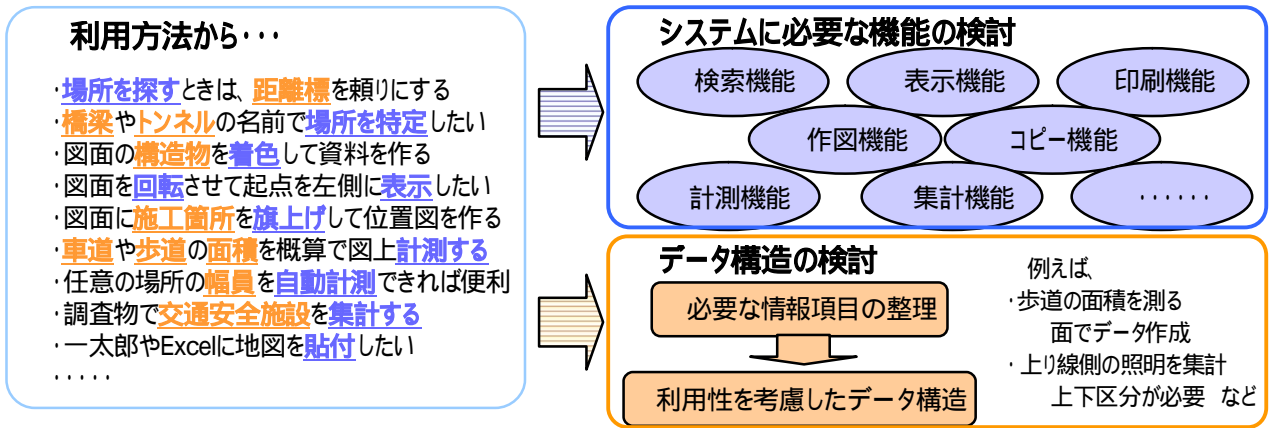 利用方法から・・・
・場所を探すときは、距離標を頼りにする
・橋梁やトンネルの名前で場所を特定したい
・図面の構造物を着色して資料を作る
・図面を回転させて起点を左側に表示したい
・図面に施工箇所を旗上げして位置図を作る
・車道や歩道の面積を概算で図上計測する
・任意の場所の幅員を自動計測できれば便利
・調査物で交通安全施設を集計する
・一太郎やExcelに地図を貼付したい
・・・・・
システムに必要な機能の検討
検索機能
表示機能
印刷機能
作図機能
コピー機能
計測機能
集計機能
・・・・・・
データ構造の検討
必要な情報項目の整理
利用性を考慮したデータ構造
例えば、
・歩道の面積を測る
面でデータ作成
・上り線側の照明を集計
上下区分が必要 など